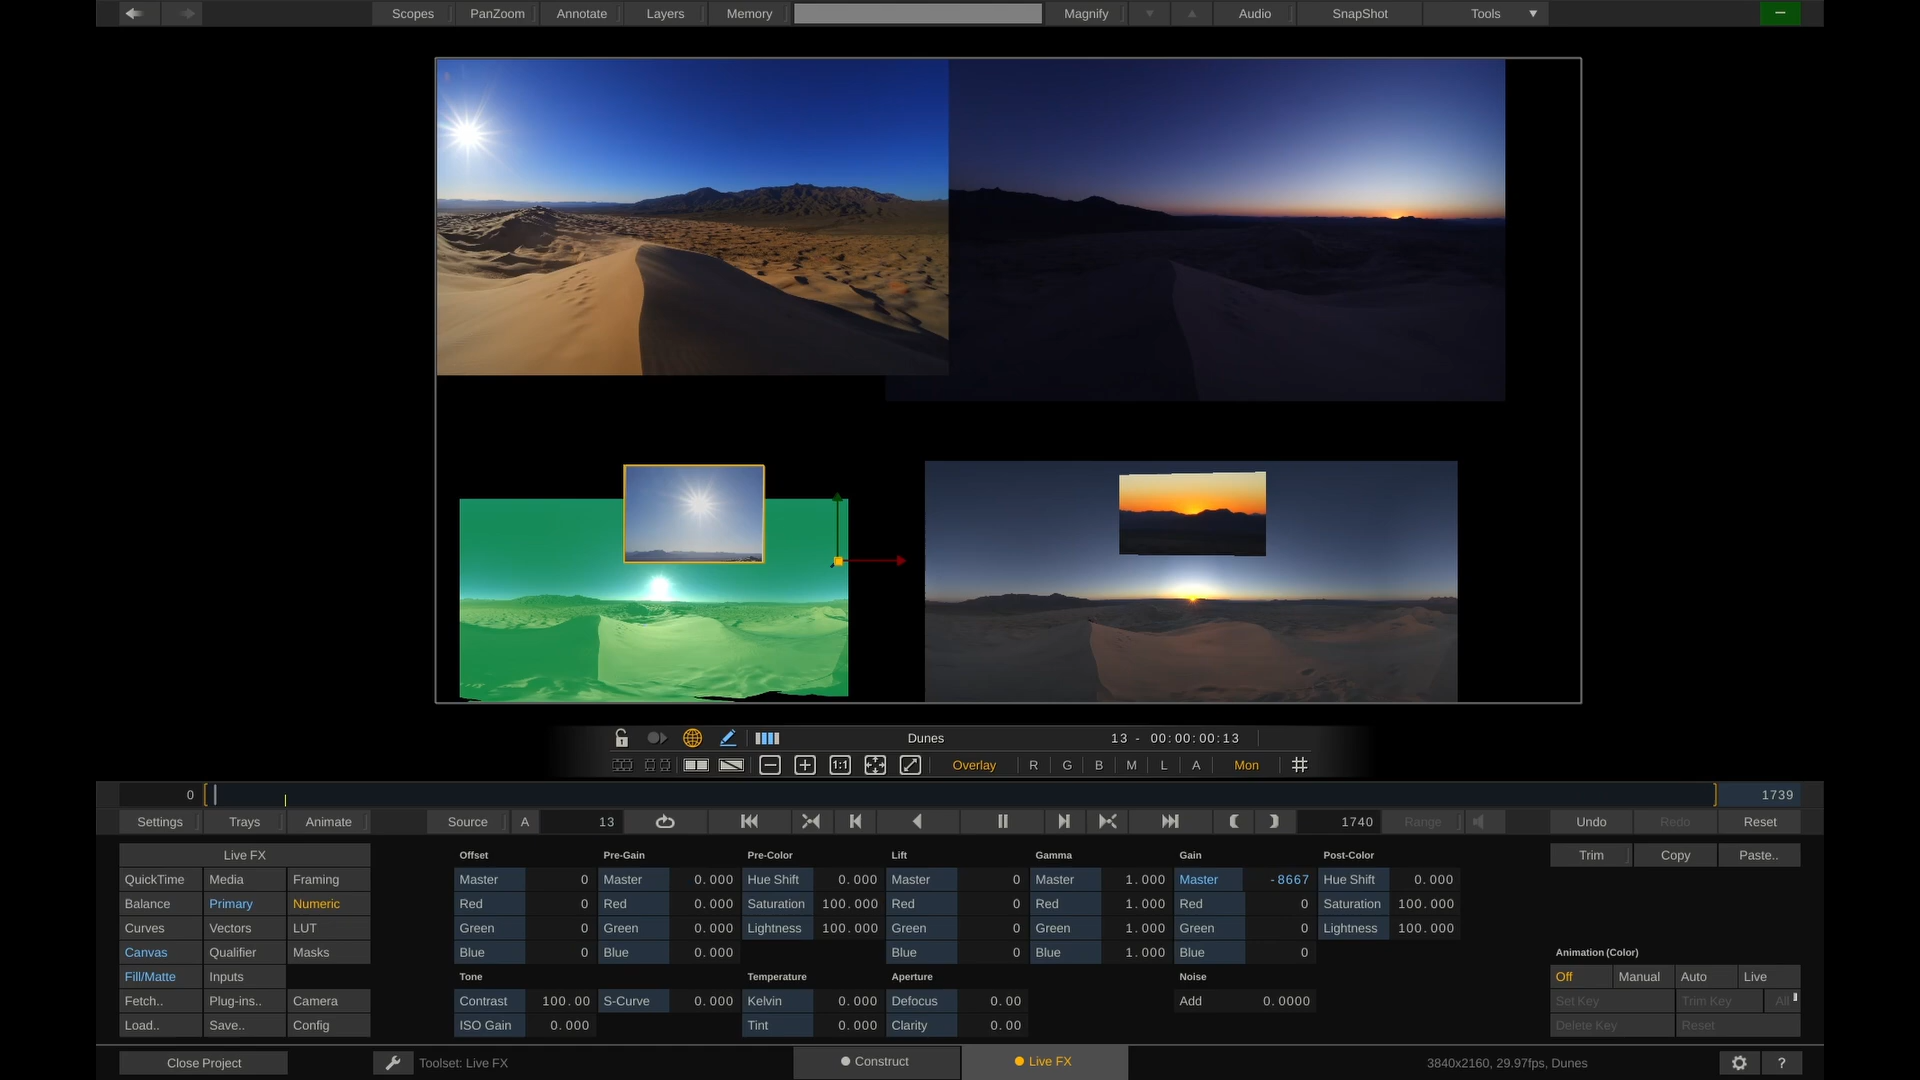 Scopes PanZoom Annotate Layers Memory Magnify Audio SnapShot Tools
Dunes 13 - 00:00:00:13
1:1 Overlay R G B M L A Mon
0 1739
Settings Trays Animate Source A 13 1740 Range Undo Redo Reset
Live FX Offset Pre-Gain Pre-Color Lift Gamma Gain Post-Color Trim Copy Paste..
QuickTime Media Framing Master 0 Master 0.000 Hue Shift 0.000 Master 0 Master 1.000 Master -8667 Hue Shift 0.000
Balance Primary Numeric Red 0 Red 0.000 Saturation 100.000 Red 0 Red 1.000 Red 0 Saturation 100.000
Curves Vectors LUT Green 0 Green 0.000 Lightness 100.000 Green 0 Green 1.000 Green 0 Lightness 100.000
Canvas Qualifier Masks Blue 0 Blue 0.000 Blue 0 Blue 1.000 Blue 0 Animation (Color)
Fill/Matte Inputs Tone Temperature Aperture Noise Off Manual Auto Live
Fetch.. Plug-ins.. Camera Contrast 100.00 S-Curve 0.000 Kelvin 0.000 Defocus 0.00 Add 0.0000 Set Key Trim Key All
Load.. Save.. Config ISO Gain 0.000 Tint 0.000 Clarity 0.00 Delete Key Reset
Close Project Toolset: Live FX Construct Live FX 3840x2160, 29.97fps, Dunes ?